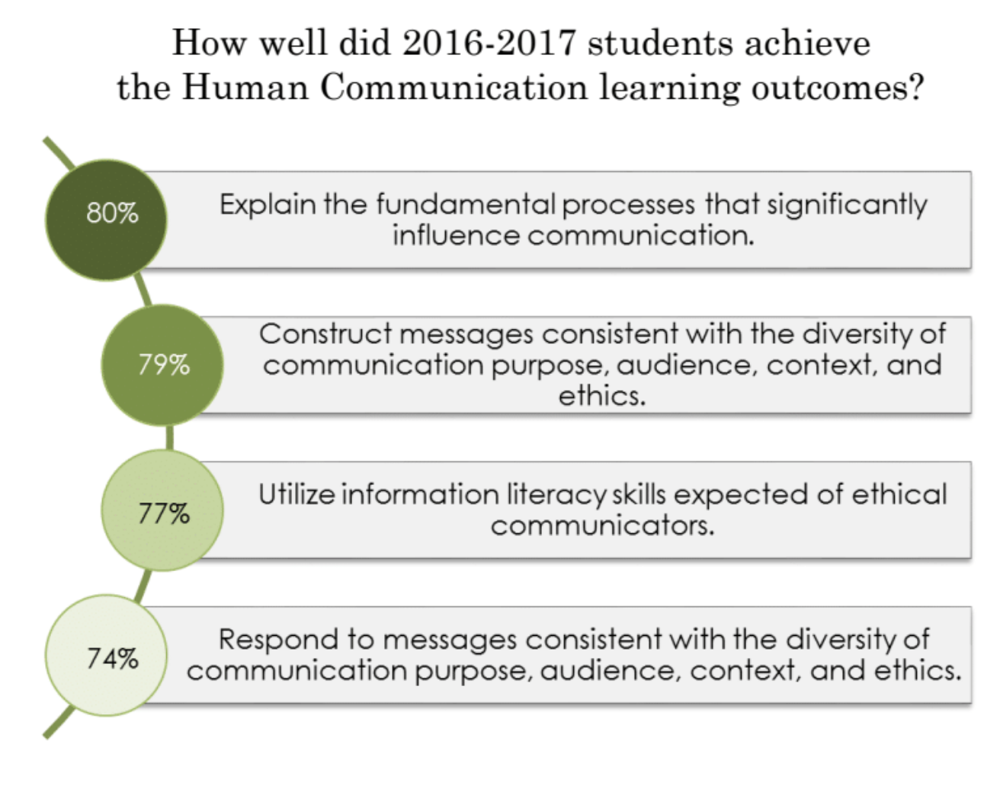 How well did 2016-2017 students achieve
the Human Communication learning outcomes?
80%
Explain the fundamental processes that significantly
influence communication.
79%
Construct messages consistent with the diversity of
communication purpose, audience, context, and
ethics.
77%
Utilize information literacy skills expected of ethical
communicators.
74%
Respond to messages consistent with the diversity of
communication purpose, audience, context, and ethics.